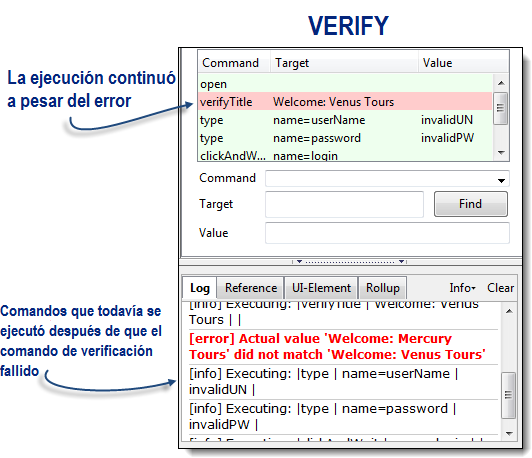 VERIFY
La ejecución continuó
a pesar del error
Command Target Value
open
verifyTitle Welcome: Venus Tours
type name=userName invalidUN
type name=password invalidPW
clickAndW... name=login
Command
Target Find
Value
Log Reference UI-Element Rollup Info Clear
[info] Executing: |verifyTitle | Welcome: Venus
Tours | |
[error] Actual value 'Welcome: Mercury
Tours' did not match 'Welcome: Venus Tours'
[info] Executing: |type | name=userName |
invalidUN |
[info] Executing: |type | name=password |
invalidPW |
Comandos que todavía se
ejecutó después de que el
comando de verificación
fallido